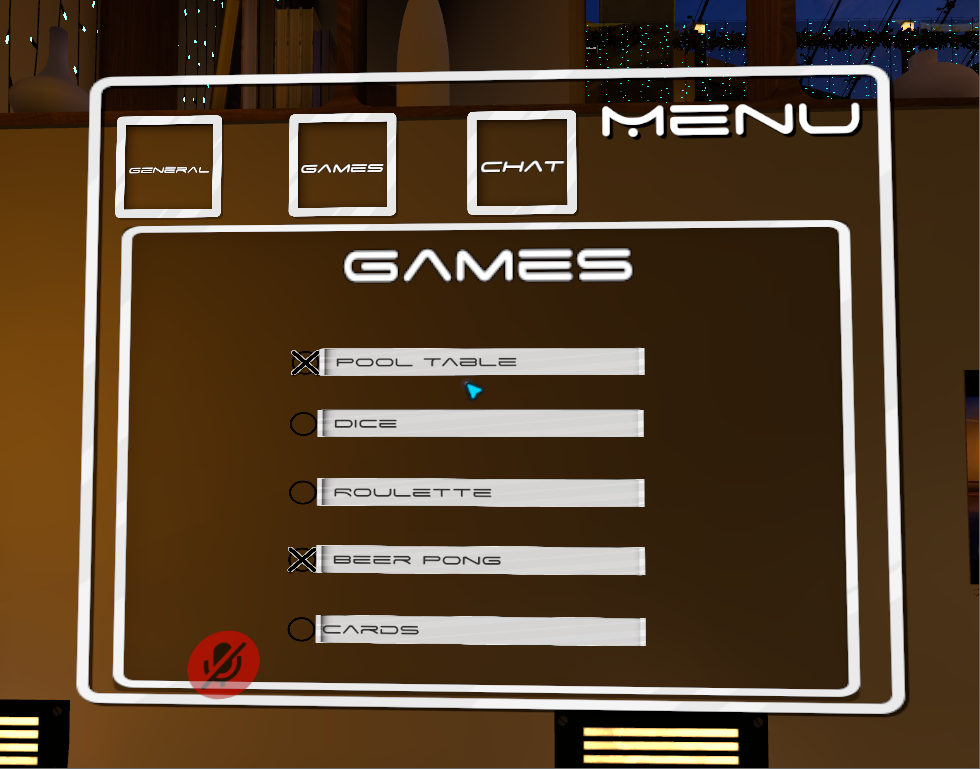 MENU
GENERAL
GAMES
CHAT
GAMES
POOL TABLE
DICE
ROULETTE
BEER PONG
CARDS